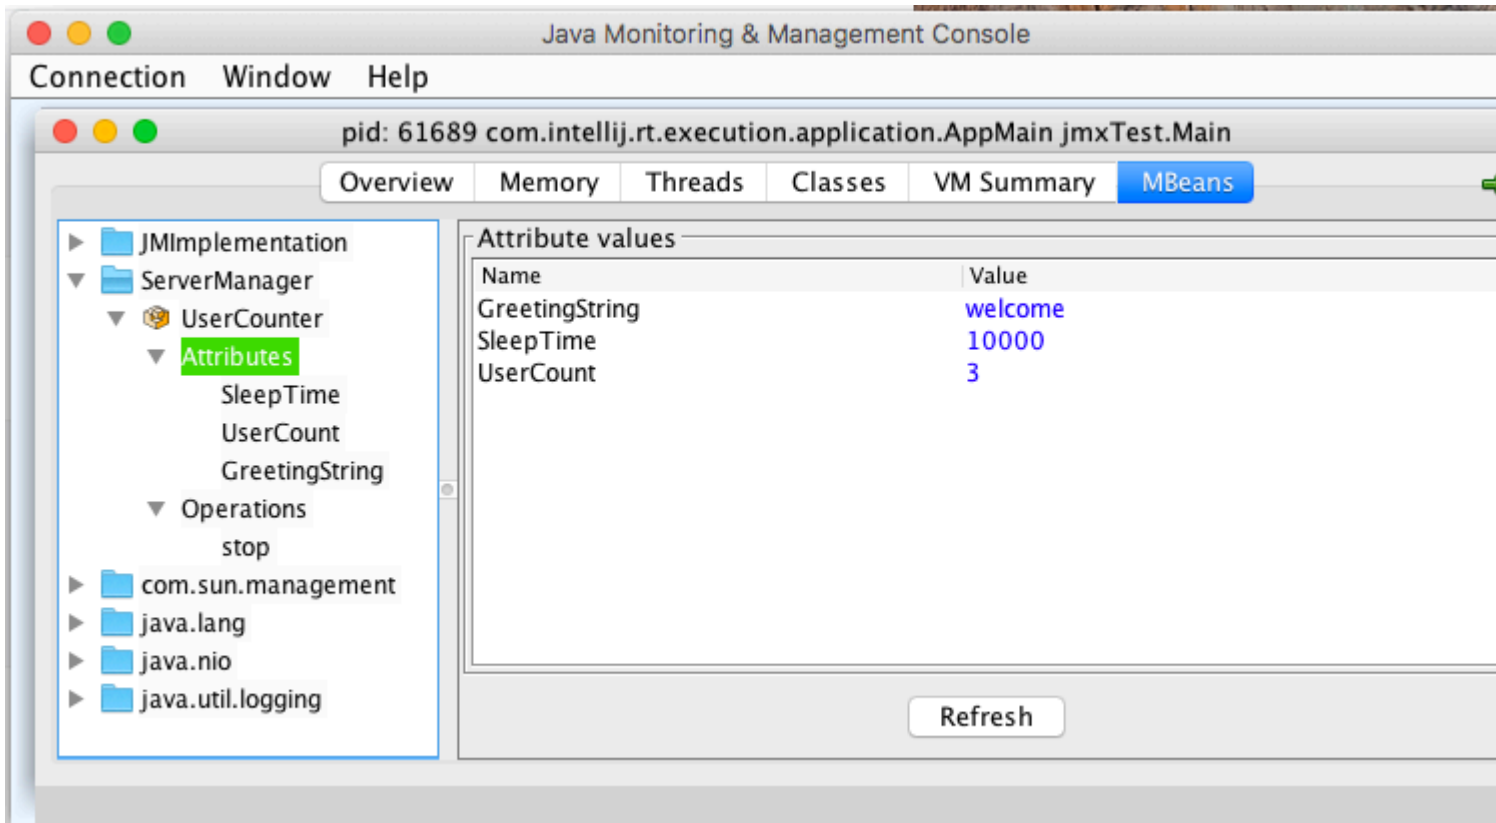 Java Monitoring & Management Console
Connection Window Help
pid: 61689 com.intellij.rt.execution.application.AppMain jmxTest.Main
Overview Memory Threads Classes VM Summary MBeans
JMImplementation
ServerManager
UserCounter
Attributes
SleepTime
UserCount
GreetingString
Operations
stop
com.sun.management
java.lang
java.nio
java.util.logging
Attribute values
Name Value
GreetingString welcome
SleepTime 10000
UserCount 3
Refresh